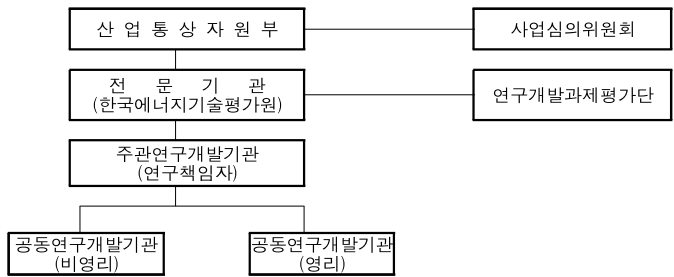 산 업 통 상 자 원 부
사업심의위원회
전 문 기 관
(한국에너지기술평가원)
연구개발과제평가단
주관연구개발기관
(연구책임자)
공동연구개발기관
(비영리)
공동연구개발기관
(영리)